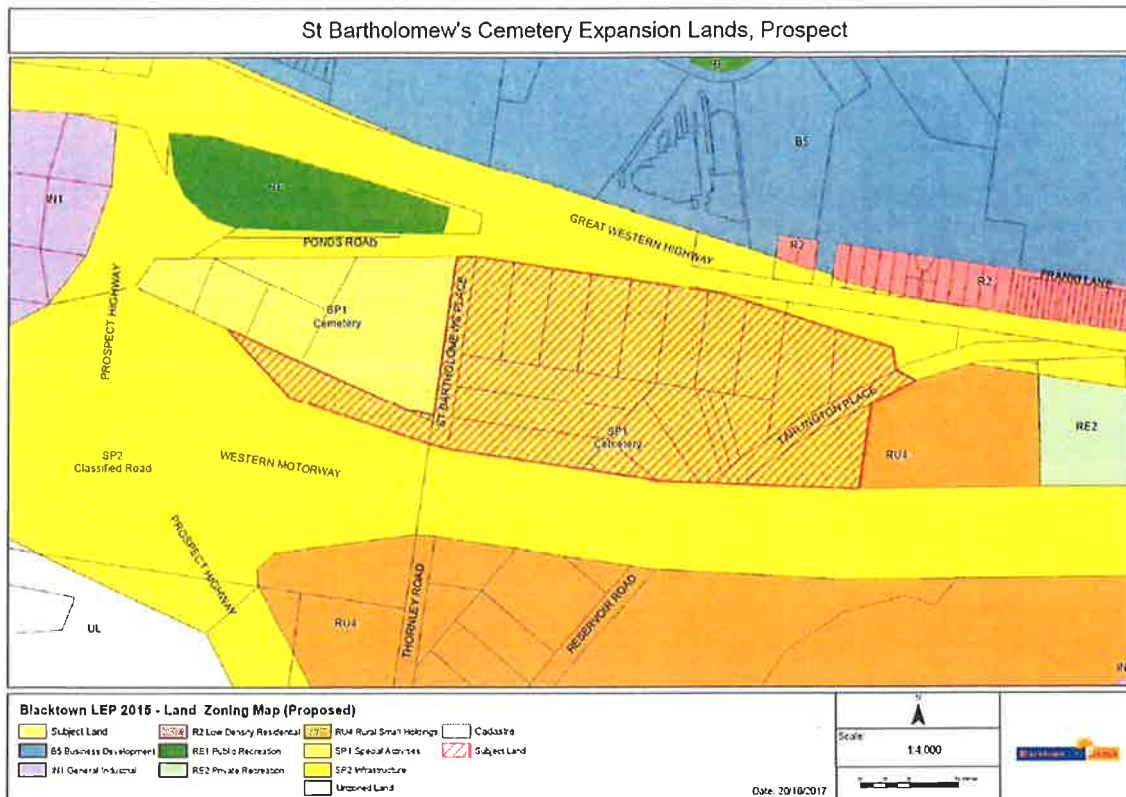 St Bartholomew's Cemetery Expansion Lands, Prospect
B5
IN1
GREAT WESTERN HIGHWAY
PONDS ROAD
R2
R2
PROSPECT HIGHWAY
SP1
Cemetery
ST BARTHOLOMEWS PLACE
TARLINGTON PLACE
SP1
Cemetery
RE2
RU4
SP2
Classified Road
WESTERN MOTORWAY
PROSPECT HIGHWAY
THORNLEY ROAD
RESERVOIR ROAD
UL
RU4
IN
Blacktown LEP 2015 - Land Zoning Map (Proposed)
Subject Land
R2 Low Density Residential
RU4 Rural Small Holdings
Cadastre
B5 Business Development
RE1 Public Recreation
SP1 Special Activities
Subject Land
IN1 General Industrial
RE2 Private Recreation
SP2 Infrastructure
Unzoned Land
Date: 20/10/2017
N
Scale:
1:4,000
Blacktown